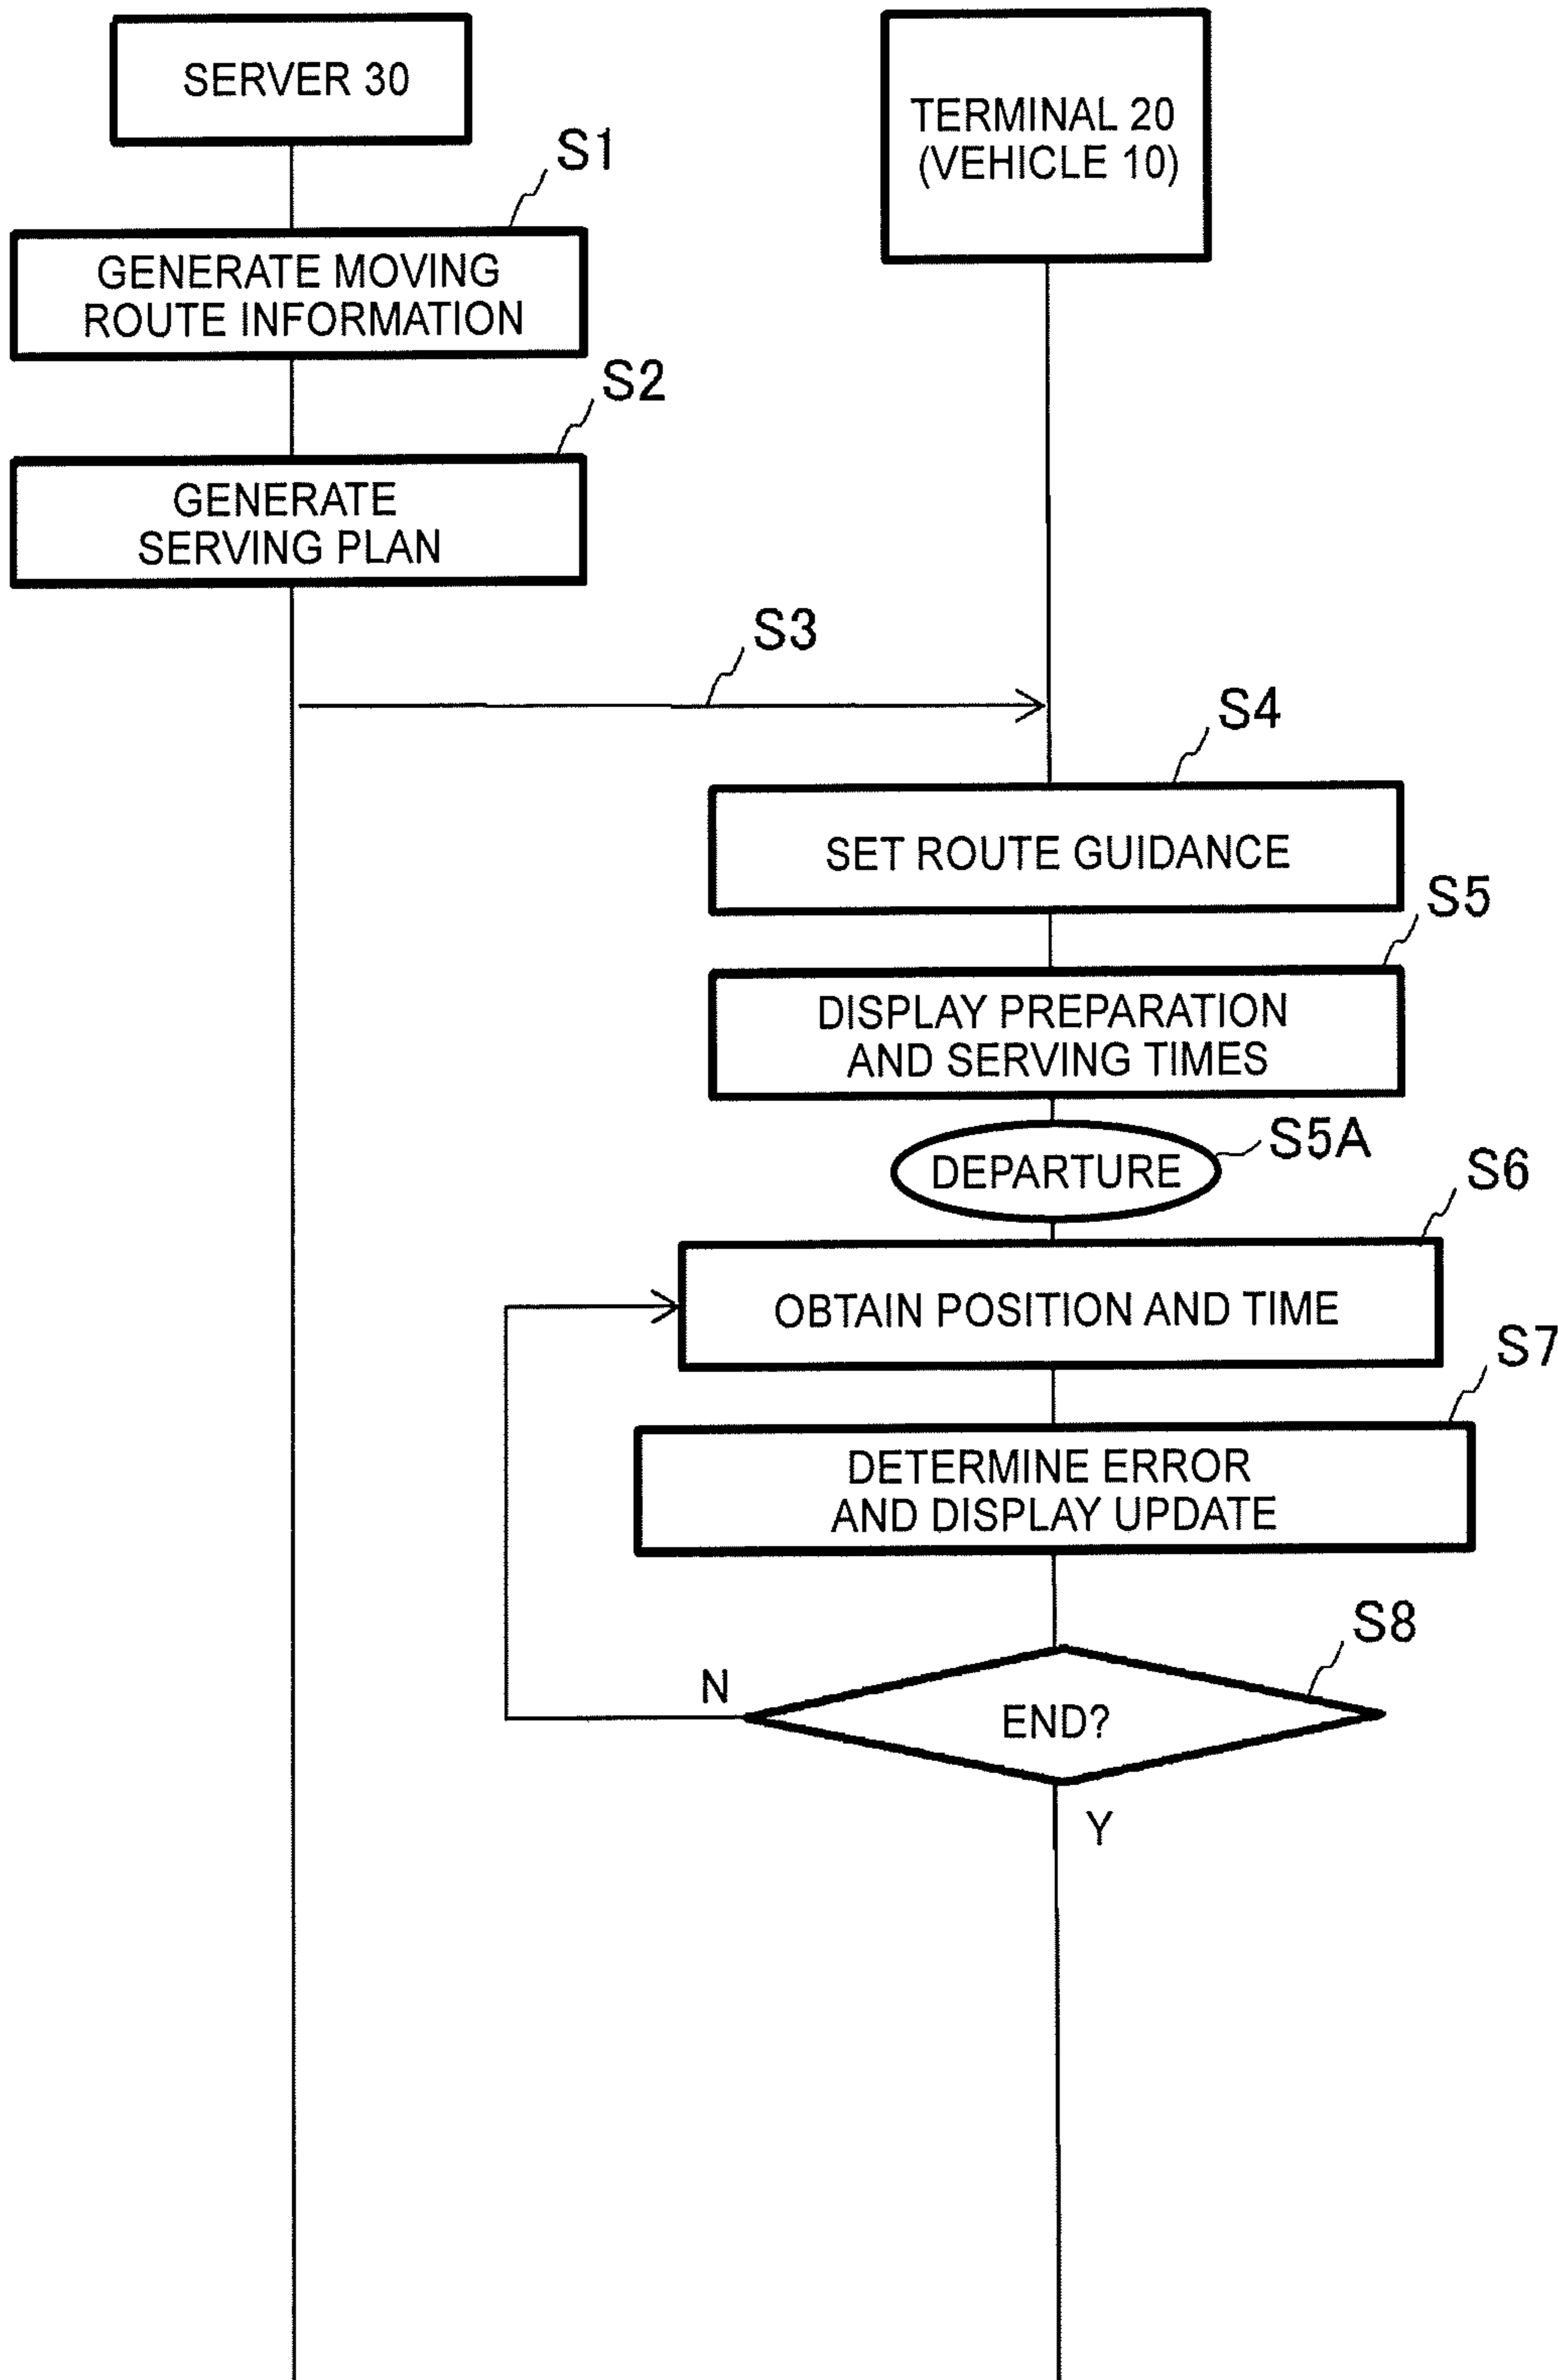 SERVER 30
TERMINAL 20
(VEHICLE 10)
S1
GENERATE MOVING
ROUTE INFORMATION
S2
GENERATE
SERVING PLAN
S3
S4
SET ROUTE GUIDANCE
S5
DISPLAY PREPARATION
AND SERVING TIMES
DEPARTURE
S5A
S6
OBTAIN POSITION AND TIME
S7
DETERMINE ERROR
AND DISPLAY UPDATE
S8
N
END?
Y